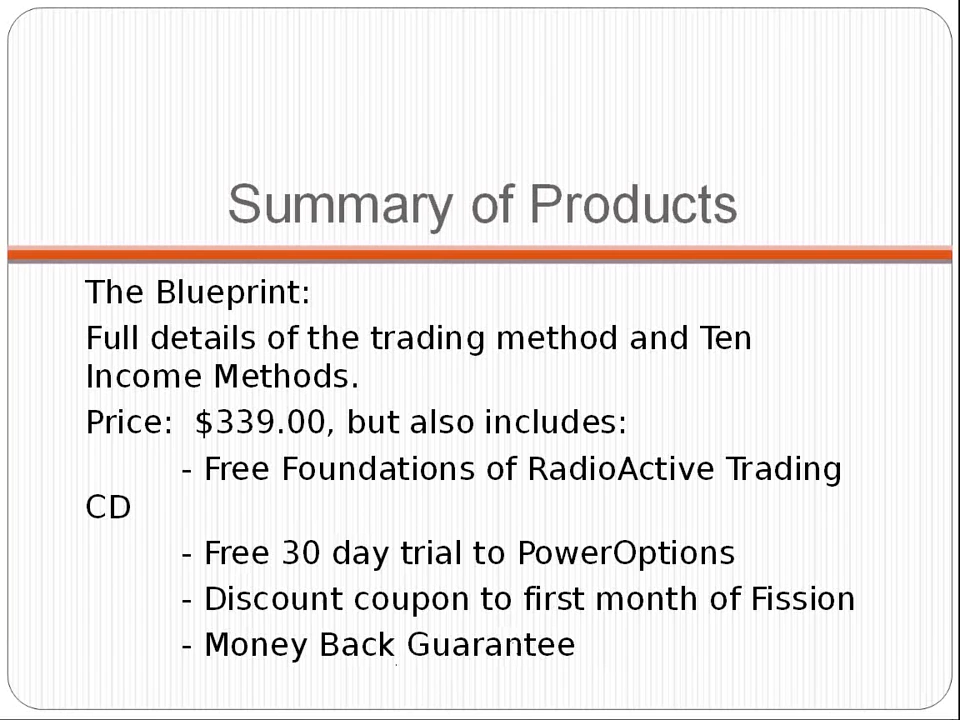 Summary of Products
The Blueprint:
Full details of the trading method and Ten
Income Methods.
Price:  $339.00, but also includes:
- Free Foundations of RadioActive Trading
CD
- Free 30 day trial to PowerOptions
- Discount coupon to first month of Fission
- Money Back Guarantee